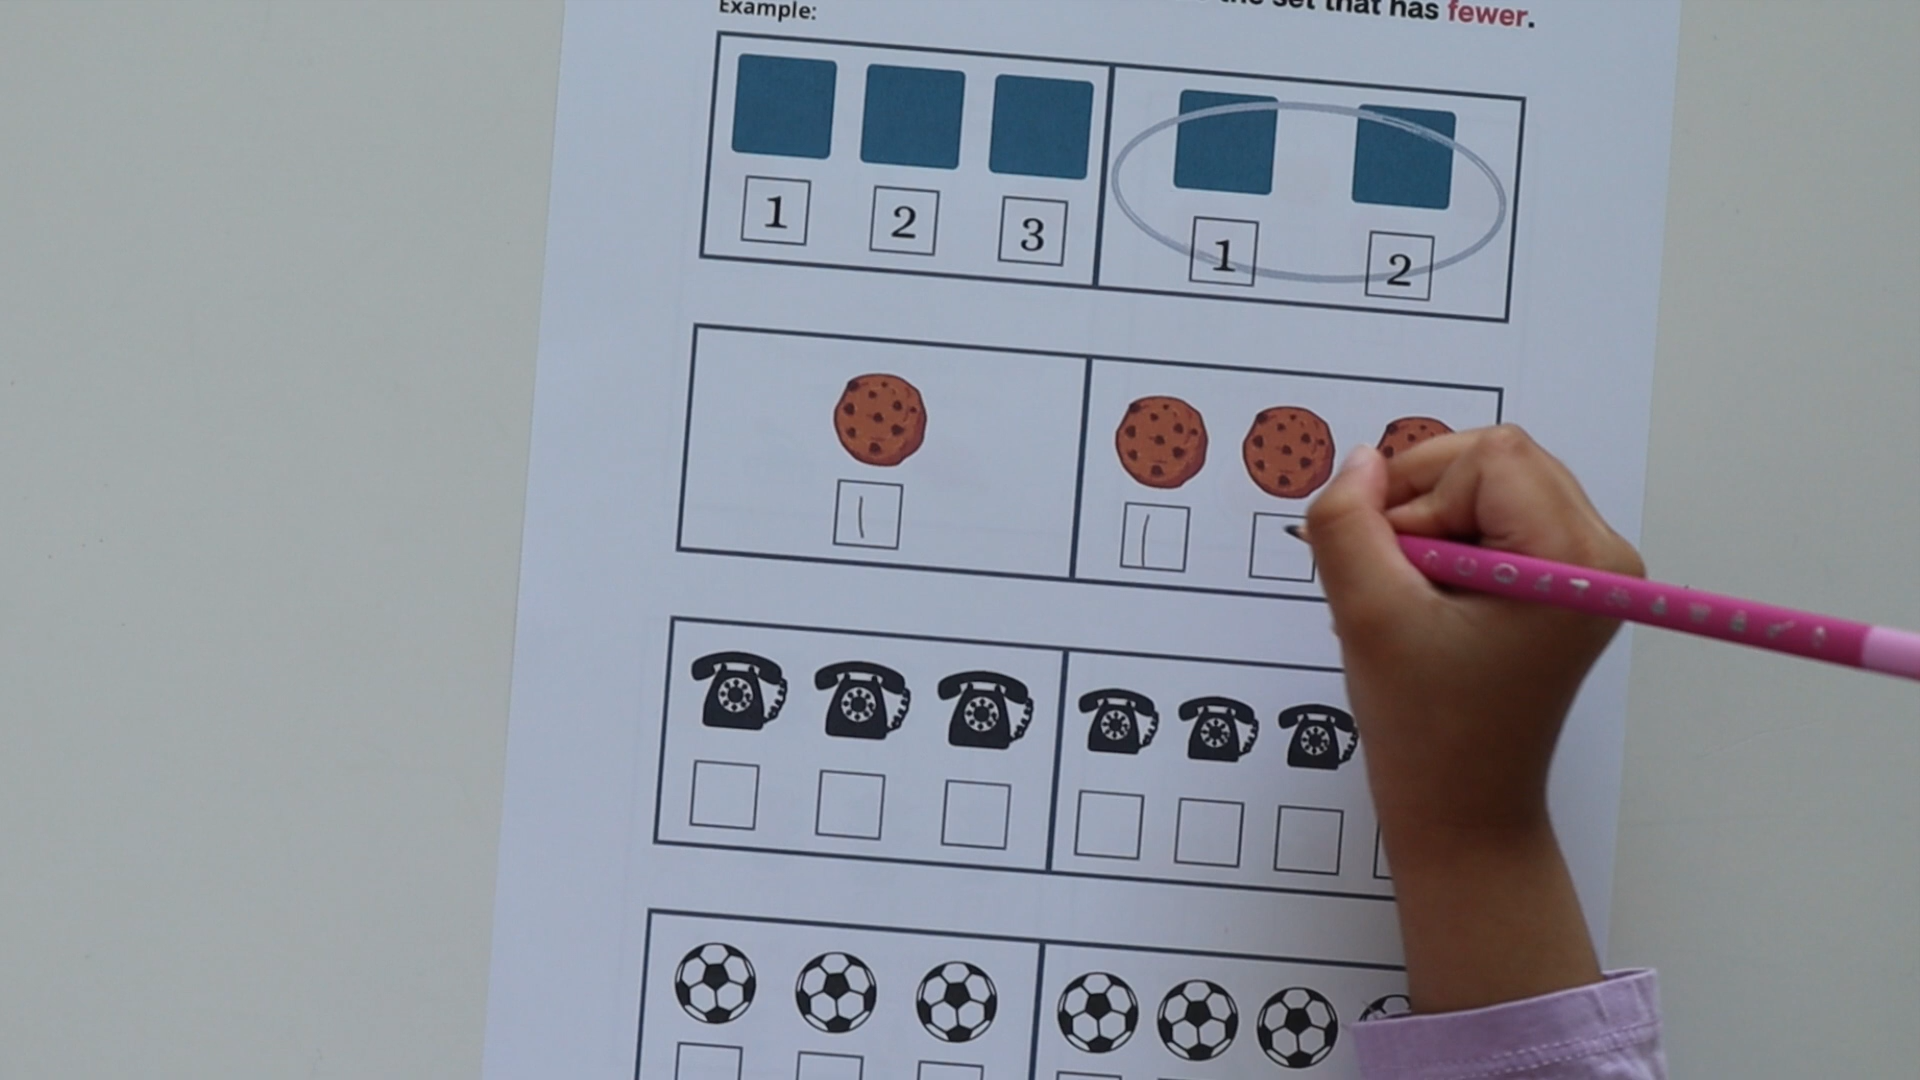 the set that has fewer.
Example:
1 2 3 1 2
1 1